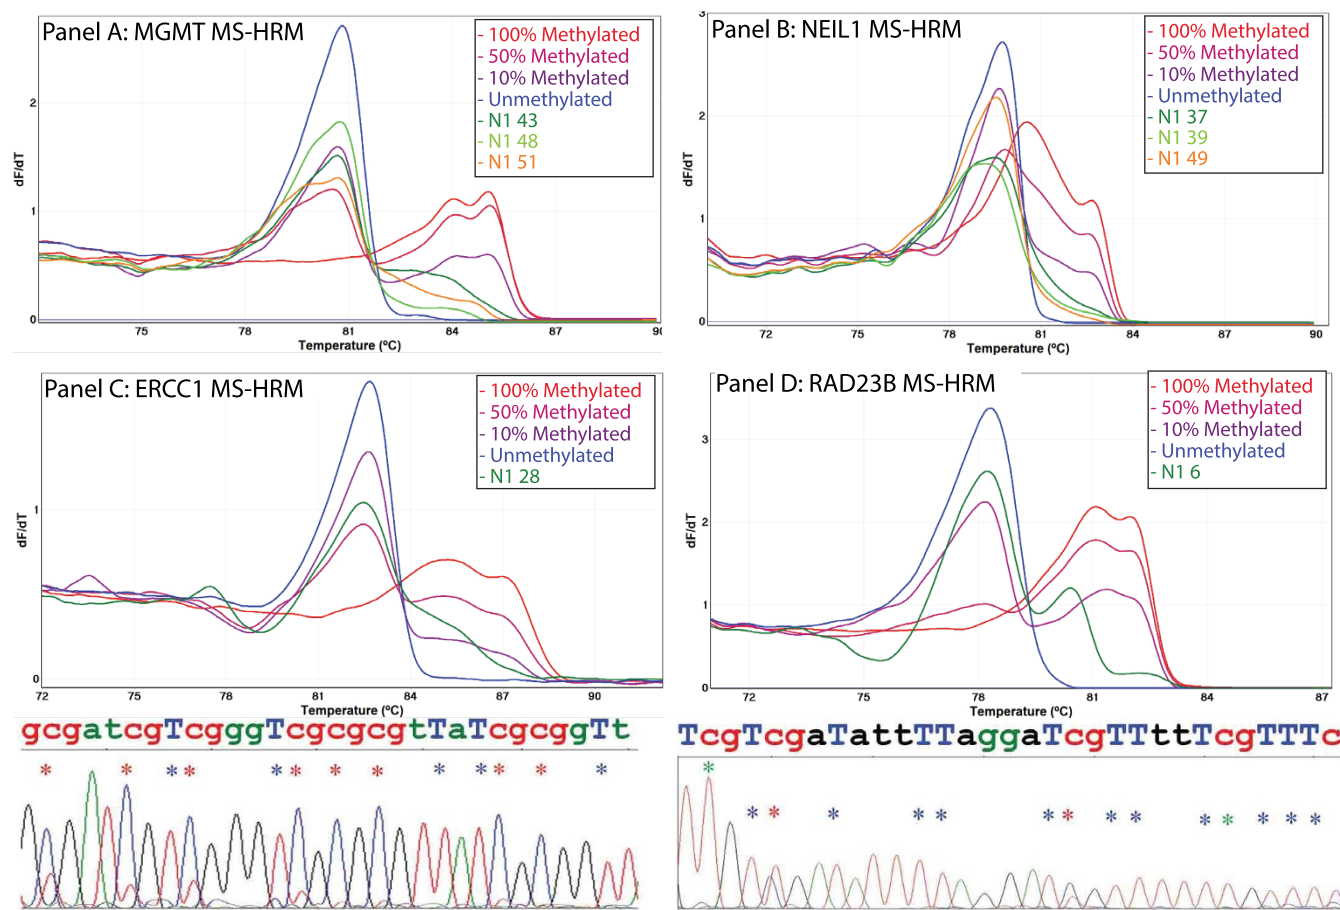 Panel A: MGMT MS-HRM
- 100% Methylated
- 50% Methylated
- 10% Methylated
- Unmethylated
- N1 43
- N1 48
- N1 51
2
1
0
dF/dT
75 78 81 84 87 90
Temperature (ºC)
Panel B: NEIL1 MS-HRM
- 100% Methylated
- 50% Methylated
- 10% Methylated
- Unmethylated
- N1 37
- N1 39
- N1 49
3
2
1
0
dF/dT
72 75 78 81 84 87 90
Temperature (ºC)
Panel C: ERCC1 MS-HRM
- 100% Methylated
- 50% Methylated
- 10% Methylated
- Unmethylated
- N1 28
1
0
dF/dT
72 75 78 81 84 87 90
Temperature (ºC)
Panel D: RAD23B MS-HRM
- 100% Methylated
- 50% Methylated
- 10% Methylated
- Unmethylated
- N1 6
3
2
1
0
dF/dT
72 75 78 81 84 87
Temperature (ºC)
gcgatcgTcgggTcgcgcgtTaTcgcggTt
* * * * * * * * * * * * *
TcgTcgaTattTTaggaTcgTTttTcgTTTc
* * * * * * * * * * * * * * *